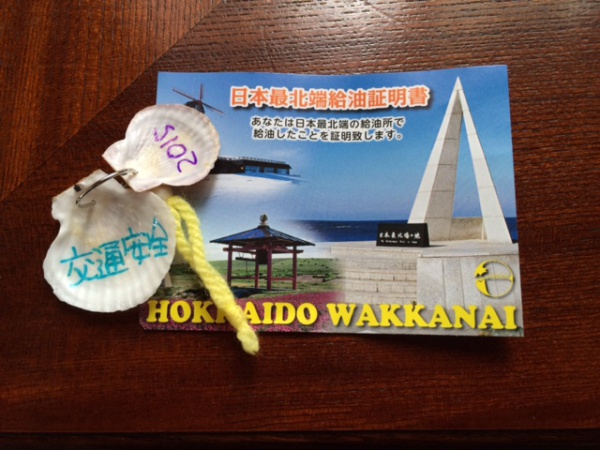 日本最北端給油証明書
あなたは日本最北端の給油所で
給油したことを証明致します。
2015
交通安全
日本最北端の地
HOKKAIDO WAKKANAI